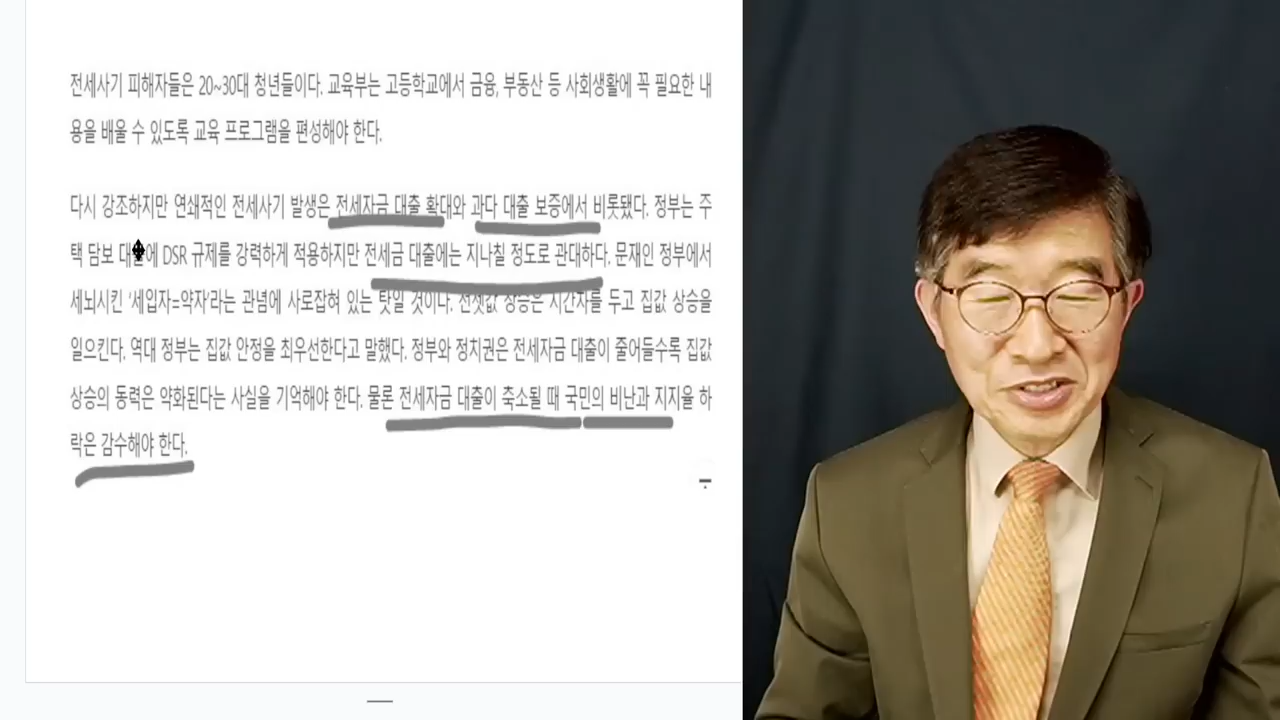 전세사기 피해자들은 20~30대 청년들이다. 교육부는 고등학교에서 금융, 부동산 등 사회생활에 꼭 필요한 내
용을 배울 수 있도록 교육 프로그램을 편성해야 한다.
다시 강조하지만 연쇄적인 전세사기 발생은 전세자금 대출 확대와 과다 대출 보증에서 비롯됐다. 정부는 주
택 담보 대출에 DSR 규제를 강력하게 적용하지만 전세금 대출에는 지나칠 정도로 관대하다. 문재인 정부에서
세뇌시킨 '세입자=약자'라는 관념에 사로잡혀 있는 탓일 것이다. 전셋값 상승은 시간차를 두고 집값 상승을
일으킨다. 역대 정부는 집값 안정을 최우선한다고 말했다. 정부와 정치권은 전세자금 대출이 줄어들수록 집값
상승의 동력은 약화된다는 사실을 기억해야 한다. 물론 전세자금 대출이 축소될 때 국민의 비난과 지지율 하
락은 감수해야 한다.